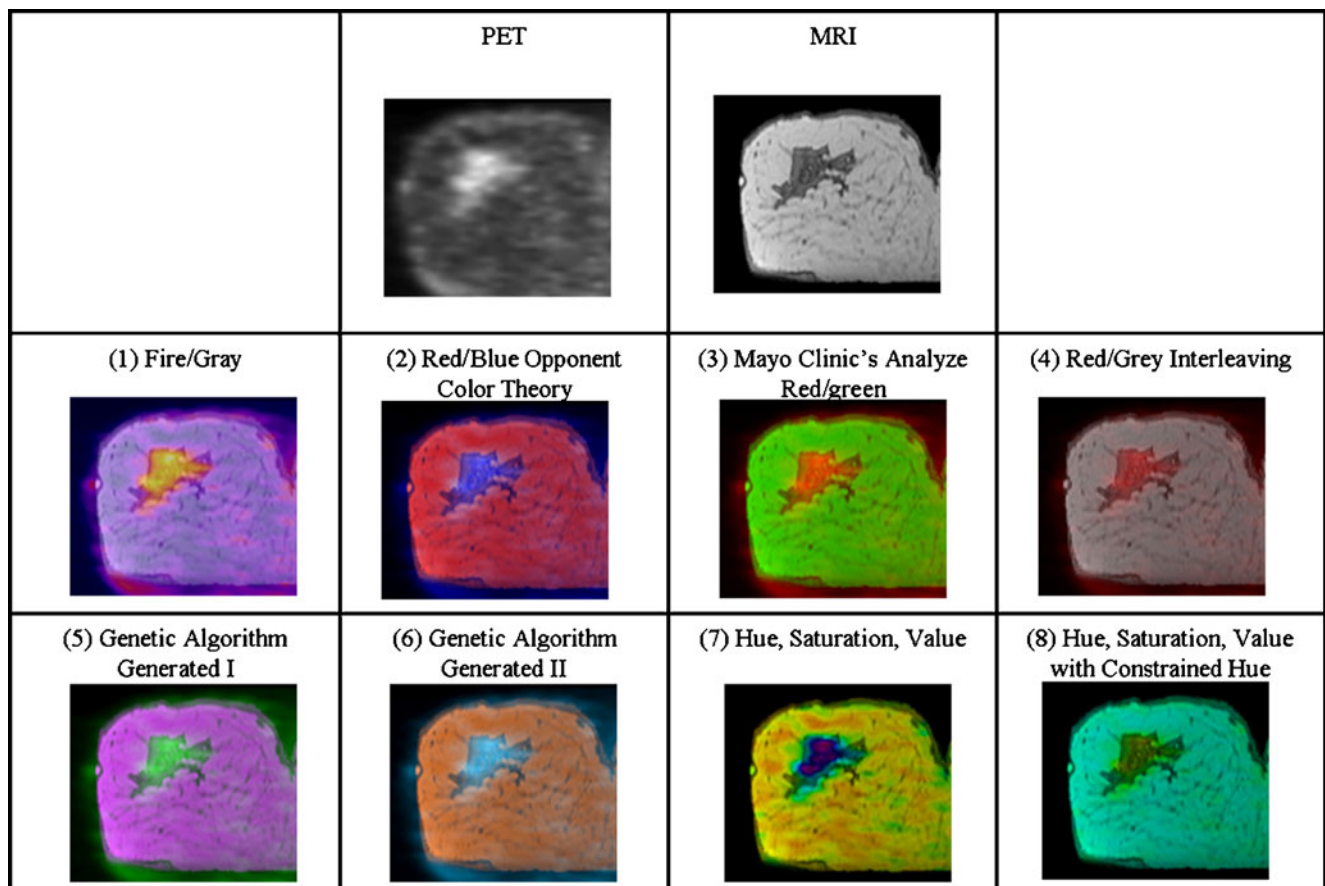 PET
MRI
(1) Fire/Gray
(2) Red/Blue Opponent
Color Theory
(3) Mayo Clinic's Analyze
Red/green
(4) Red/Grey Interleaving
(5) Genetic Algorithm
Generated I
(6) Genetic Algorithm
Generated II
(7) Hue, Saturation, Value
(8) Hue, Saturation, Value
with Constrained Hue